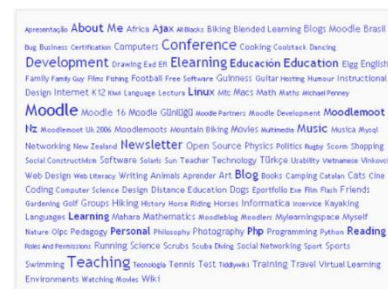 Apresentação About Me Africa Ajax All Blacks Biking Blended Learning Blogs Moodle Brasil
Bug Business Certification Computers Conference Cooking Coolstack Dancing
Development Drawing Ead Efl Elearning Educación Education Elgg English
Family Family Guy Films Fishing Football Free Software Guinness Guitar Hosting Humour Instructional
Design Internet K12 Kiwi Language Lectura Linux Mtc Macs Math Maths Michael Penney
Moodle Moodle 16 Moodle Günlüğü Moodle Partners Moodle Development Moodlemoot
Nz Moodlemoot Uk 2006 Moodlemoots Mountain Biking Movies Multimedia Music Musica Mysql
Networking New Zealand Newsletter Open Source Physics Politics Rugby Scorm Shopping
Social Constructivism Software Solaris Sun Teacher Technology Türkçe Usability Vietnamese Vinkovci
Web Design Web Literacy Writing Animals Aprender Art Blog Books Camping Catalan Cats Cine
Coding Computer Science Design Distance Education Dogs Eportfolio Exe Film Flash Friends
Gardening Golf Groups Hiking History Horse Riding Horses Informatica Inservice Kayaking
Languages Learning Mahara Mathematics Moodleblog Moodlers Mylearningspace Myself
Nature Olpc Pedagogy Personal Philosophy Photography Php Programming Python Reading
Roles And Permissions Running Science Scrubs Scuba Diving Social Networking Sport Sports
Swimming Teaching Tecnologia Tennis Test Tiddywiki Training Travel Virtual Learning
Environments Watching Movies Wiki